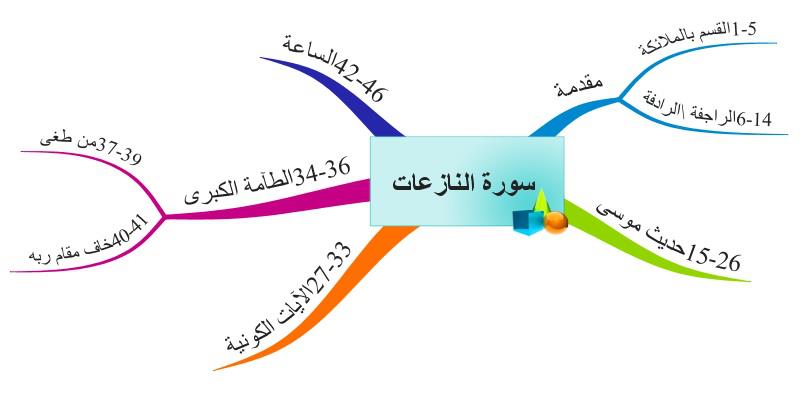 سورة النازعات
مقدمة
1-5القسم بالملائكة
6-14الراجفة \الرادفة
15-26حديث موسى
27-33الآيات الكونية
34-36الطآمة الكبرى
37-39من طغى
40-41خاف مقام ربه
42-46الساعة